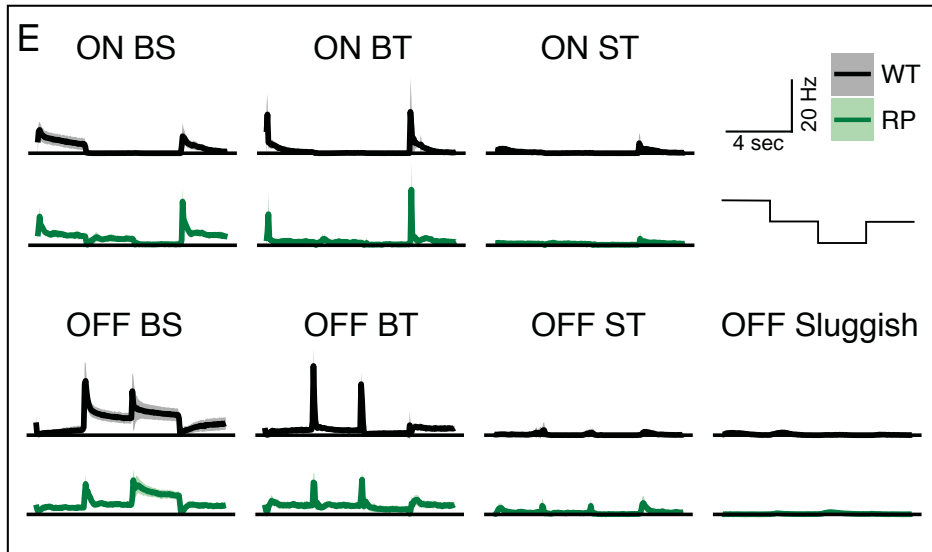 E
ON BS
ON BT
ON ST
WT
RP
20 Hz
4 sec
OFF BS
OFF BT
OFF ST
OFF Sluggish